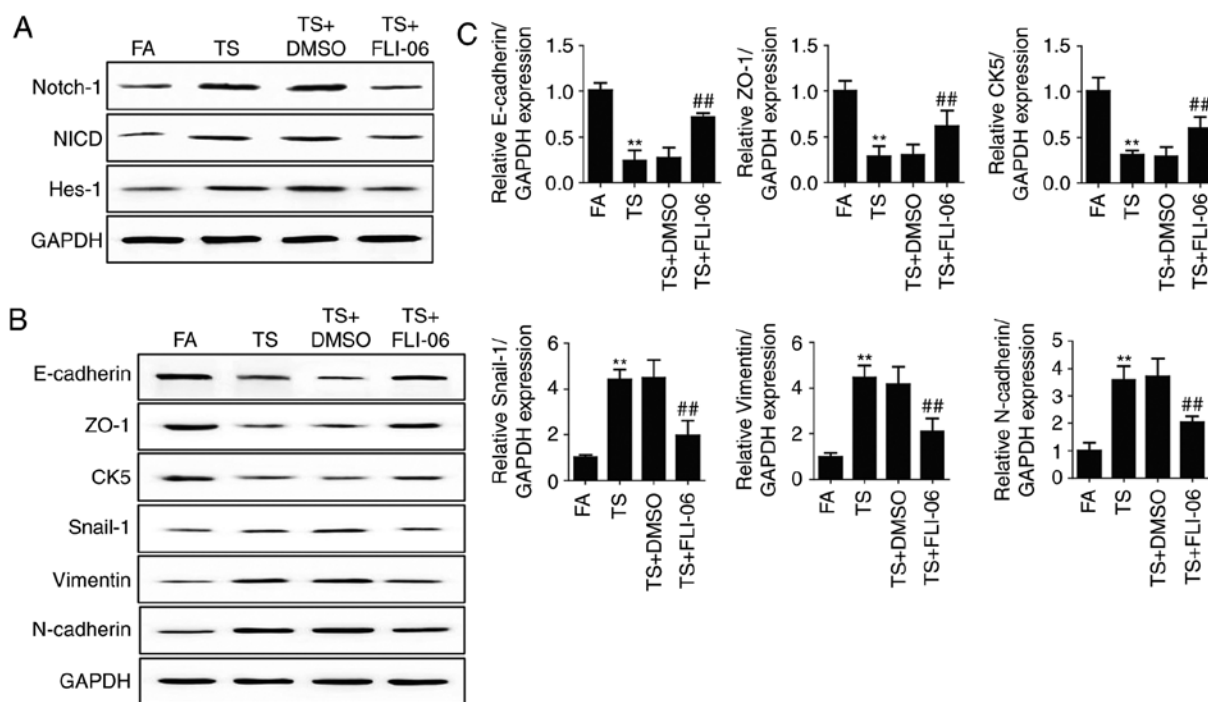 A
FA TS TS+ DMSO TS+ FLI-06
Notch-1
NICD
Hes-1
GAPDH
B
FA TS TS+ DMSO TS+ FLI-06
E-cadherin
ZO-1
CK5
Snail-1
Vimentin
N-cadherin
GAPDH
C
Relative E-cadherin/
GAPDH expression
1.5
1.0
0.5
0.0
**
##
FA TS TS+DMSO TS+FLI-06
Relative ZO-1/
GAPDH expression
1.5
1.0
0.5
0.0
**
##
FA TS TS+DMSO TS+FLI-06
Relative CK5/
GAPDH expression
1.5
1.0
0.5
0.0
**
##
FA TS TS+DMSO TS+FLI-06
Relative Snail-1/
GAPDH expression
6
4
2
0
**
##
FA TS TS+DMSO TS+FLI-06
Relative Vimentin/
GAPDH expression
6
4
2
0
**
##
FA TS TS+DMSO TS+FLI-06
Relative N-cadherin/
GAPDH expression
5
4
3
2
1
0
**
##
FA TS TS+DMSO TS+FLI-06